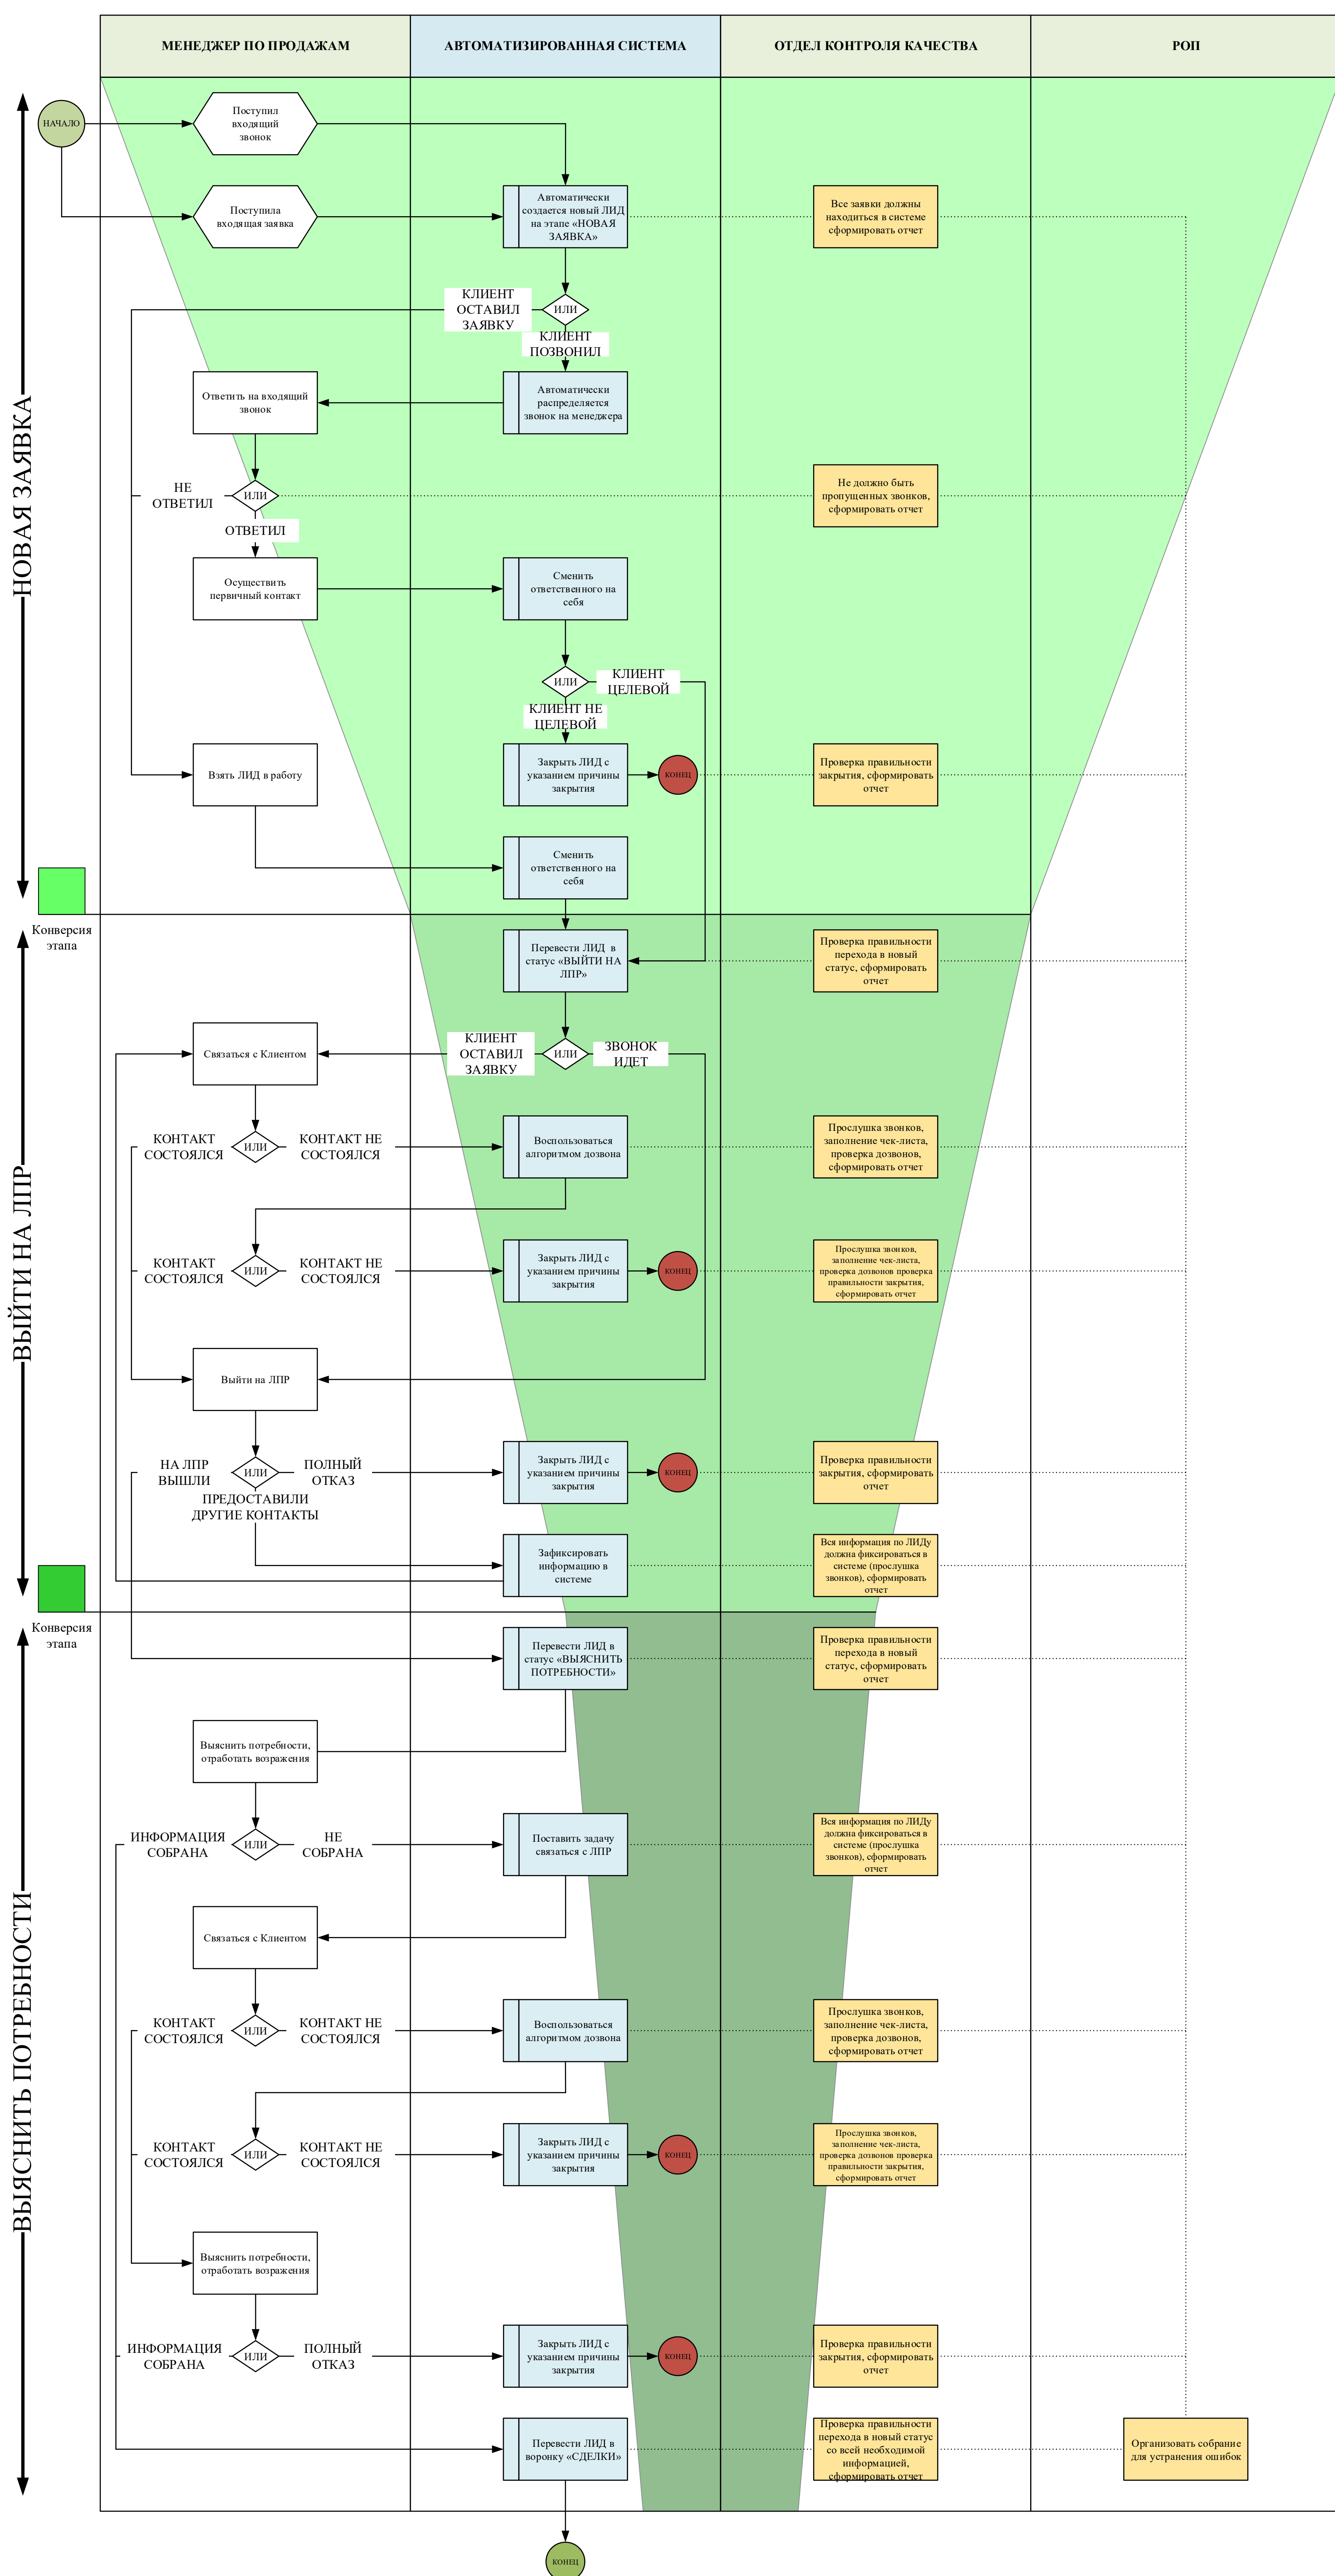 МЕНЕДЖЕР ПО ПРОДАЖАМ
АВТОМАТИЗИРОВАННАЯ СИСТЕМА
ОТДЕЛ КОНТРОЛЯ КАЧЕСТВА
РОП
НОВАЯ ЗАЯВКА
НАЧАЛО
Поступил
входящий
звонок
Поступила
входящая заявка
Автоматически
создается новый ЛИД
на этапе «НОВАЯ
ЗАЯВКА»
Все заявки должны
находиться в системе
сформировать отчет
КЛИЕНТ
ОСТАВИЛ
ЗАЯВКУ
ИЛИ
КЛИЕНТ
ПОЗВОНИЛ
Ответить на входящий
звонок
Автоматически
распределяется
звонок на менеджера
НЕ
ОТВЕТИЛ
ИЛИ
Не должно быть
пропущенных звонков,
сформировать отчет
ОТВЕТИЛ
Осуществить
первичный контакт
Сменить
ответственного на
себя
ИЛИ
КЛИЕНТ
ЦЕЛЕВОЙ
КЛИЕНТ НЕ
ЦЕЛЕВОЙ
Взять ЛИД в работу
Закрыть ЛИД с
указанием причины
закрытия
КОНЕЦ
Проверка правильности
закрытия, сформировать
отчет
Сменить
ответственного на
себя
Конверсия
этапа
ВЫЙТИ НА ЛПР
Перевести ЛИД в
статус «ВЫЙТИ НА
ЛПР»
Проверка правильности
перехода в новый
статус, сформировать
отчет
Связаться с Клиентом
КЛИЕНТ
ОСТАВИЛ
ЗАЯВКУ
ИЛИ
ЗВОНОК
ИДЕТ
КОНТАКТ
СОСТОЯЛСЯ
ИЛИ
КОНТАКТ НЕ
СОСТОЯЛСЯ
Воспользоваться
алгоритмом дозвона
Прослушка звонков,
заполнение чек-листа,
проверка дозвонов,
сформировать отчет
КОНТАКТ
СОСТОЯЛСЯ
ИЛИ
КОНТАКТ НЕ
СОСТОЯЛСЯ
Закрыть ЛИД с
указанием причины
закрытия
КОНЕЦ
Прослушка звонков,
заполнение чек-листа,
проверка дозвонов проверка
правильности закрытия,
сформировать отчет
Выйти на ЛПР
НА ЛПР
ВЫШЛИ
ИЛИ
ПОЛНЫЙ
ОТКАЗ
Закрыть ЛИД с
указанием причины
закрытия
КОНЕЦ
Проверка правильности
закрытия, сформировать
отчет
ПРЕДОСТАВИЛИ
ДРУГИЕ КОНТАКТЫ
Зафиксировать
информацию в
системе
Вся информация по ЛИДу
должна фиксироваться в
системе (прослушка
звонков), сформировать
отчет
Конверсия
этапа
ВЫЯСНИТЬ ПОТРЕБНОСТИ
Перевести ЛИД в
статус «ВЫЯСНИТЬ
ПОТРЕБНОСТИ»
Проверка правильности
перехода в новый
статус, сформировать
отчет
Выяснить потребности,
отработать возражения
ИНФОРМАЦИЯ
СОБРАНА
ИЛИ
НЕ
СОБРАНА
Поставить задачу
связаться с ЛПР
Вся информация по ЛИДу
должна фиксироваться в
системе (прослушка
звонков), сформировать
отчет
Связаться с Клиентом
КОНТАКТ
СОСТОЯЛСЯ
ИЛИ
КОНТАКТ НЕ
СОСТОЯЛСЯ
Воспользоваться
алгоритмом дозвона
Прослушка звонков,
заполнение чек-листа,
проверка дозвонов,
сформировать отчет
КОНТАКТ
СОСТОЯЛСЯ
ИЛИ
КОНТАКТ НЕ
СОСТОЯЛСЯ
Закрыть ЛИД с
указанием причины
закрытия
КОНЕЦ
Прослушка звонков,
заполнение чек-листа,
проверка дозвонов проверка
правильности закрытия,
сформировать отчет
Выяснить потребности,
отработать возражения
ИНФОРМАЦИЯ
СОБРАНА
ИЛИ
ПОЛНЫЙ
ОТКАЗ
Закрыть ЛИД с
указанием причины
закрытия
КОНЕЦ
Проверка правильности
закрытия, сформировать
отчет
Перевести ЛИД в
воронку «СДЕЛКИ»
Проверка правильности
перехода в новый статус
со всей необходимой
информацией,
сформировать отчет
Организовать собрание
для устранения ошибок
КОНЕЦ